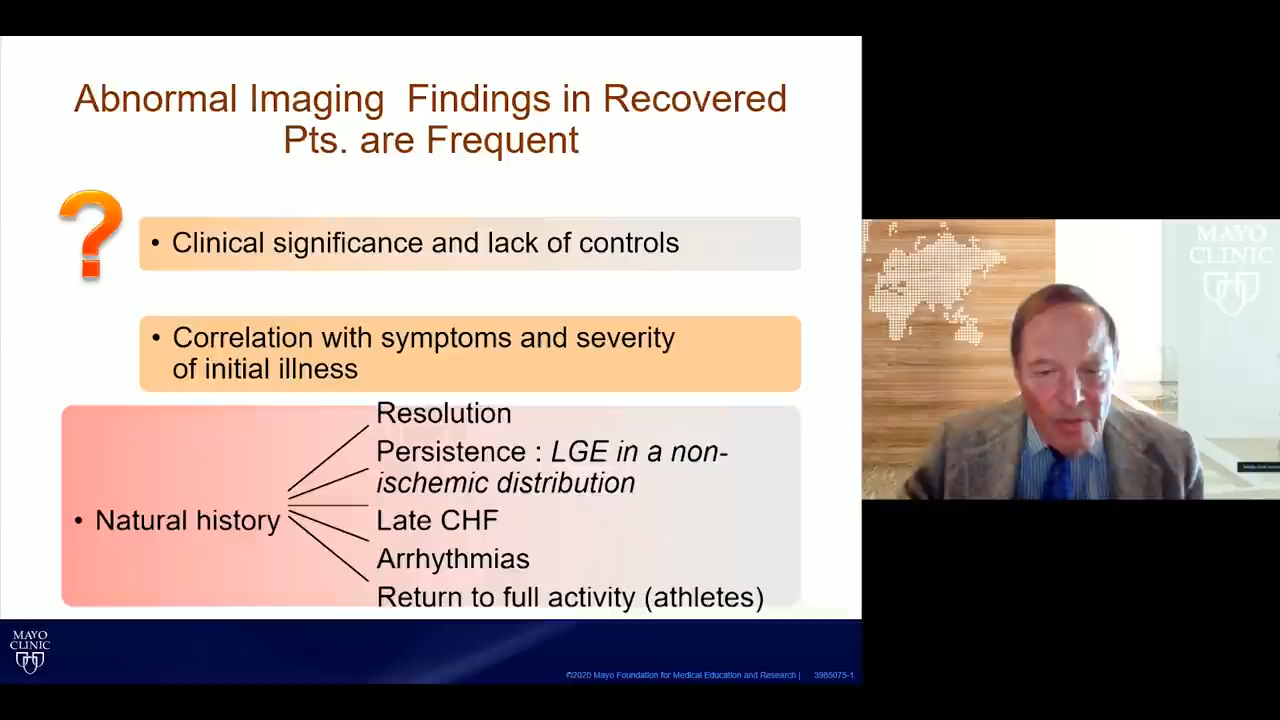 Abnormal Imaging Findings in Recovered
Pts. are Frequent
?
• Clinical significance and lack of controls
• Correlation with symptoms and severity
of initial illness
• Natural history
Resolution
Persistence : LGE in a non-
ischemic distribution
Late CHF
Arrhythmias
Return to full activity (athletes)
MAYO
CLINIC
©2020 Mayo Foundation for Medical Education and Research | 3985075-1
MAYO
CLINIC